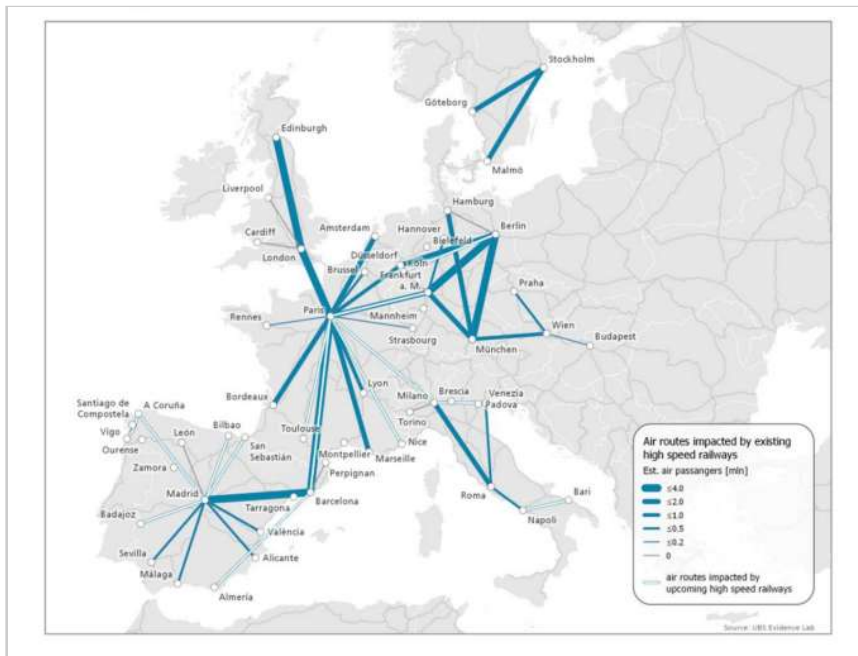 Stockholm
Göteborg
Edinburgh
Malmö
Liverpool
Hamburg
Cardiff
Amsterdam
Hannover
Berlin
Bielefeld
London
Düsseldorf
Brussel
Köln
Frankfurt
a. M.
Praha
Paris
Rennes
Mannheim
Wien
Strasbourg
Budapest
München
Lyon
Milano
Brescia
Venezia
Padova
Bordeaux
Santiago de
Compostela
A Coruña
Torino
Vigo
León
Bilbao
Toulouse
Nice
Ourense
San
Sebastián
Montpellier
Marseille
Zamora
Perpignan
Madrid
Roma
Bari
Tarragona
Barcelona
Badajoz
Napoli
València
Sevilla
Alicante
Málaga
Almería
Air routes impacted by existing
high speed railways
Est. air pasangers [mln]
≤4.0
≤2.0
≤1.0
≤0.5
≤0.2
0
air routes impacted by
upcoming high speed railways
Source: UBS Evidence Lab